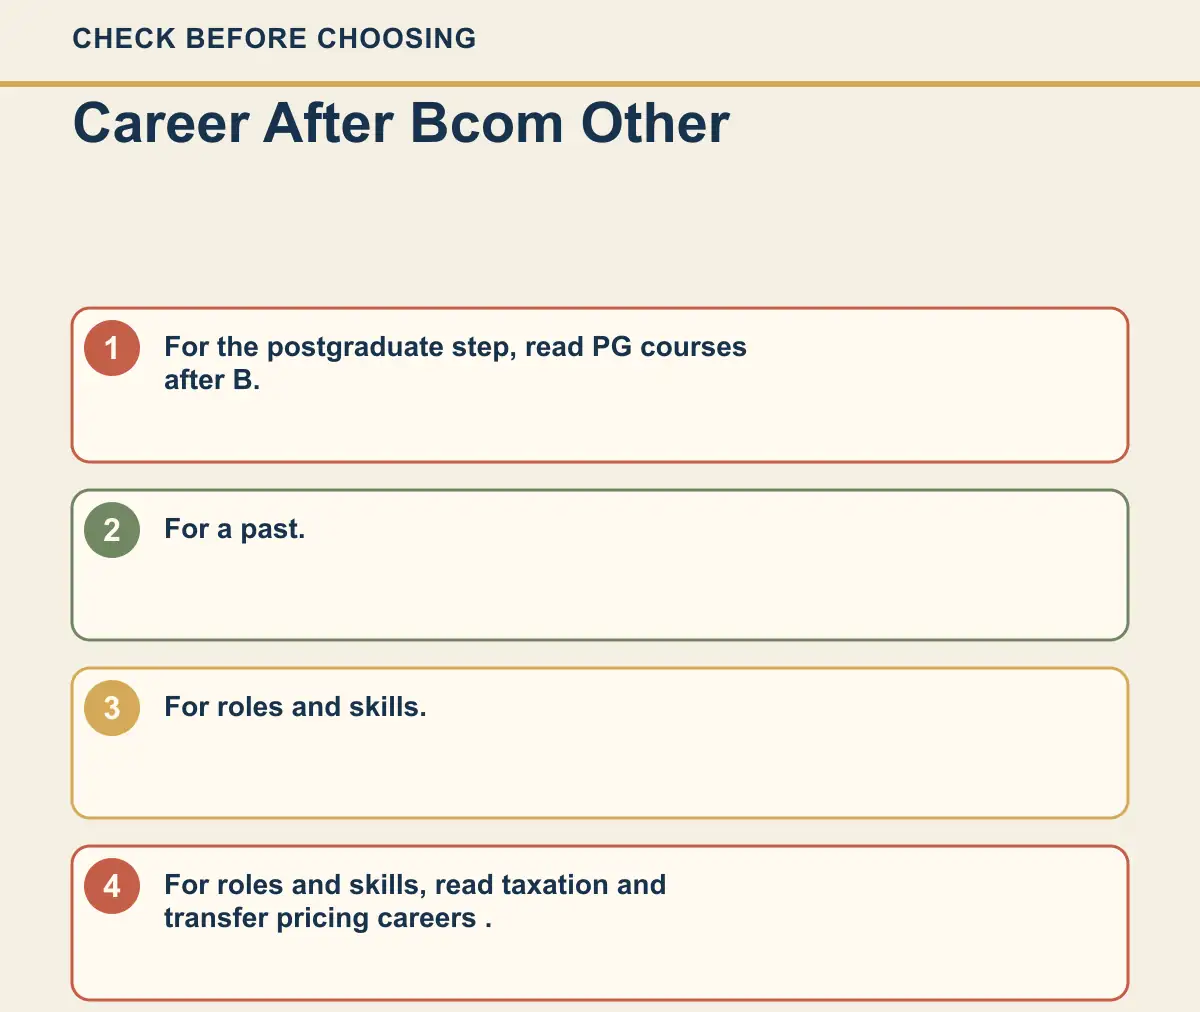 CHECK BEFORE CHOOSING
Career After Bcom Other
1
For the postgraduate step, read PG courses
after B.
2
For a past.
3
For roles and skills.
4
For roles and skills, read taxation and
transfer pricing careers .